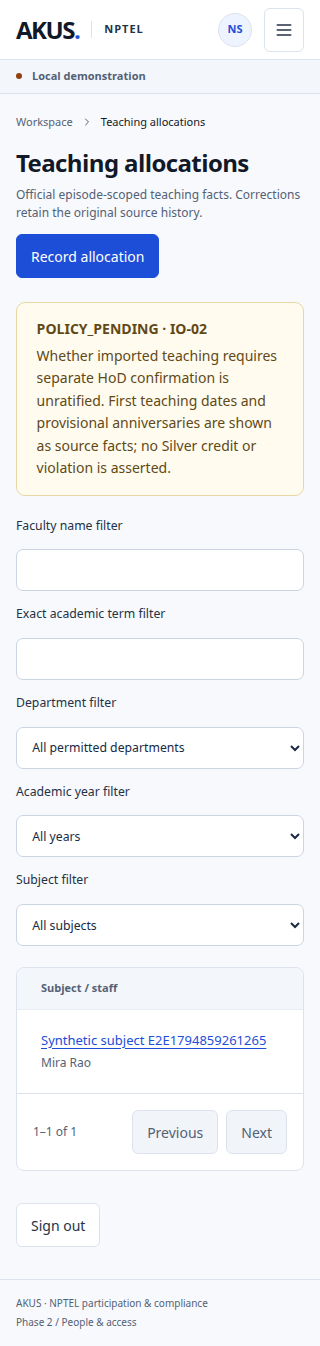 AKUS. NPTEL NS
Local demonstration
Workspace > Teaching allocations
Teaching allocations
Official episode-scoped teaching facts. Corrections
retain the original source history.
Record allocation
POLICY_PENDING · IO-02
Whether imported teaching requires
separate HoD confirmation is
unratified. First teaching dates and
provisional anniversaries are shown
as source facts; no Silver credit or
violation is asserted.
Faculty name filter
Exact academic term filter
Department filter
All permitted departments
Academic year filter
All years
Subject filter
All subjects
Subject / staff
Synthetic subject E2E1794859261265
Mira Rao
1–1 of 1 Previous Next
Sign out
AKUS · NPTEL participation & compliance
Phase 2 / People & access